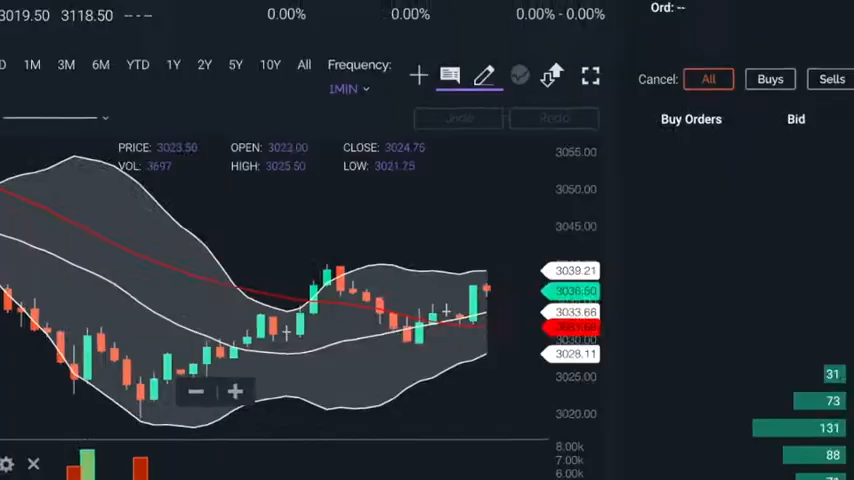 3019.50 3118.50 -- -- 0.00% 0.00% 0.00% - 0.00%
Ord: --
D 1M 3M 6M YTD 1Y 2Y 5Y 10Y All Frequency:
1MIN
Cancel: All Buys Sells
Undo Redo
Buy Orders Bid
PRICE: 3023.50 OPEN: 3023.00 CLOSE: 3024.75
VOL: 3697 HIGH: 3025.50 LOW: 3021.25
3055.00
3050.00
3045.00
3039.21
3036.50
3033.66
3030.00
3028.11
3025.00
3020.00
31
73
131
88
8.00k
7.00k
6.00k